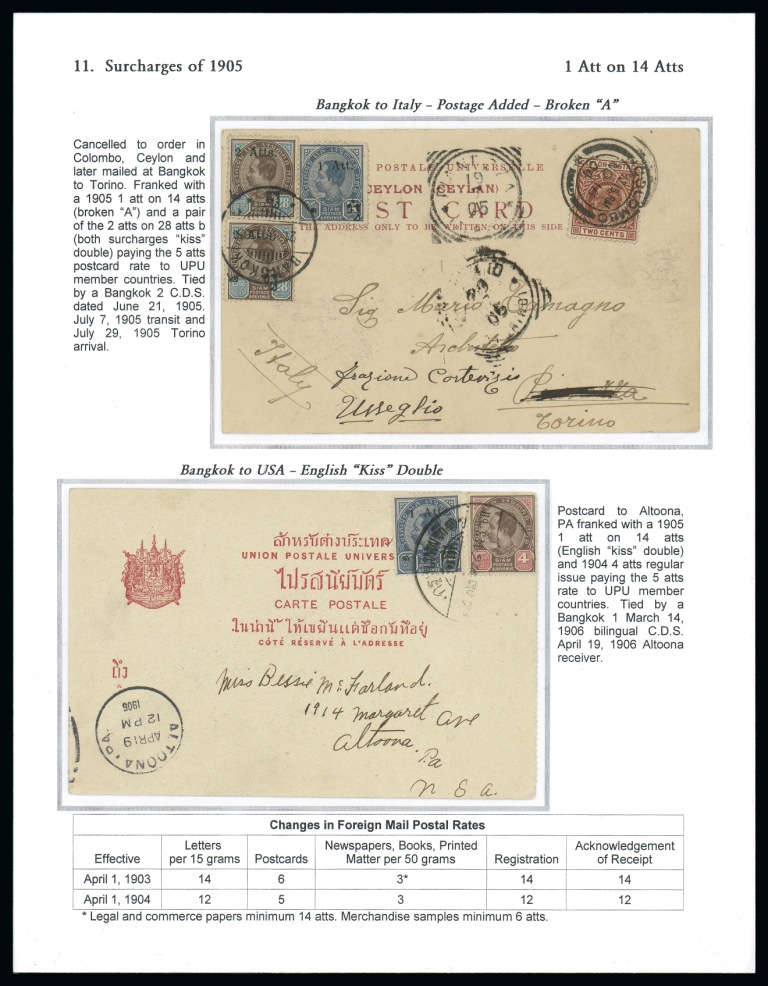 11. Surcharges of 1905
1 Att on 14 Atts
Bangkok to Italy – Postage Added – Broken “A”
Cancelled to order in
Colombo, Ceylon and
later mailed at Bangkok
to Torino. Franked with
a 1905 1 att on 14 atts
(broken “A”) and a pair
of the 2 atts on 28 atts b
(both surcharges “kiss”
double) paying the 5 atts
postcard rate to UPU
member countries. Tied
by a Bangkok 2 C.D.S.
dated June 21, 1905.
July 7, 1905 transit and
July 29, 1905 Torino
arrival.
POSTALE UNIVERSELLE
CEYLON (CEYLAN)
ST CARD
THE ADDRESS ONLY TO BE WRITTEN ON THIS SIDE
Atts.
1 Att.
SIAM
BANGKOK
19
05
COLOMBO
TWO CENTS
Sig Mario Carmagno
Frazione Cortevizio
Usseglio
Torino
Italy
Bangkok to USA – English “Kiss” Double
สำหรับต่างประเทศ
UNION POSTALE UNIVERS
ไปรสนียบัตร์
CARTE POSTALE
ในน่านี้ให้เขียนแต่ชื่อกับที่อยู่
CÔTÉ RÉSERVÉ À L'ADRESSE
ถึง
SIAM
4
Miss Bessie McFarland.
1914 Margaret Ave
Altoona.
Pa
U S a.
ALTOONA, PA.
APR 19
12 PM
1906
Postcard to Altoona,
PA franked with a 1905
1 att on 14 atts
(English “kiss” double)
and 1904 4 atts regular
issue paying the 5 atts
rate to UPU member
countries. Tied by a
Bangkok 1 March 14,
1906 bilingual C.D.S.
April 19, 1906 Altoona
receiver.
Changes in Foreign Mail Postal Rates
Effective Letters per 15 grams Postcards Newspapers, Books, Printed Matter per 50 grams Registration Acknowledgement of Receipt
April 1, 1903 14 6 3* 14 14
April 1, 1904 12 5 3 12 12
* Legal and commerce papers minimum 14 atts. Merchandise samples minimum 6 atts.